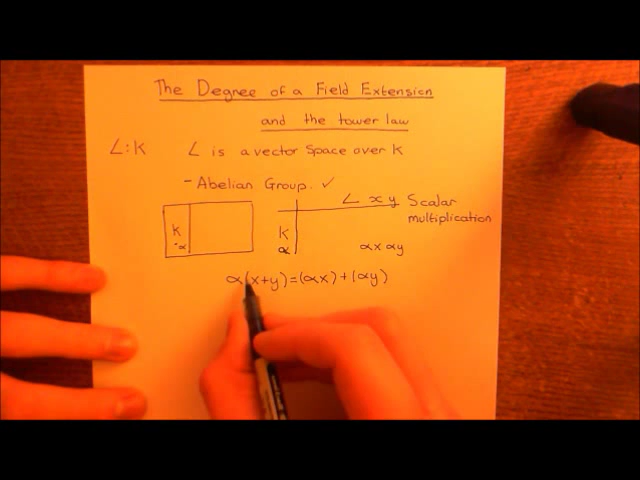 The Degree of a Field Extension
and the tower law
L:K L is a vector Space over K
- Abelian Group. ✓
L x y Scalar
multiplication
K K
·α α αx αy
α(x+y)=(αx)+(αy)